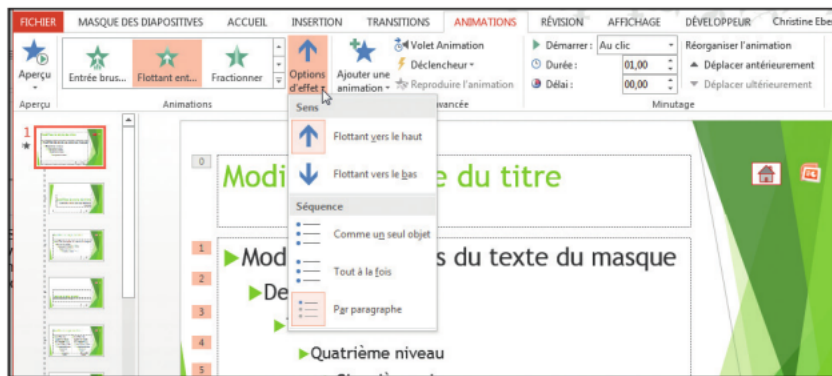 FICHIER MASQUE DES DIAPOSITIVES ACCUEIL INSERTION TRANSITIONS ANIMATIONS RÉVISION AFFICHAGE DÉVELOPPEUR Christine Eber
Aperçu
Entrée brus... Flottant ent... Fractionner
Options d'effet
Ajouter une animation
Volet Animation
Déclencheur
Reproduire l'animation
Démarrer : Au clic
Durée : 01,00
Délai : 00,00
Réorganiser l'animation
Déplacer antérieurement
Déplacer ultérieurement
Aperçu Animations vancée Minutage
Sens
Flottant vers le haut
Flottant vers le bas
Séquence
Comme un seul objet
Tout à la fois
Par paragraphe
1
0
Modi e du titre
1
Mod s du texte du masque
2
De
3
4
Quatrième niveau
5